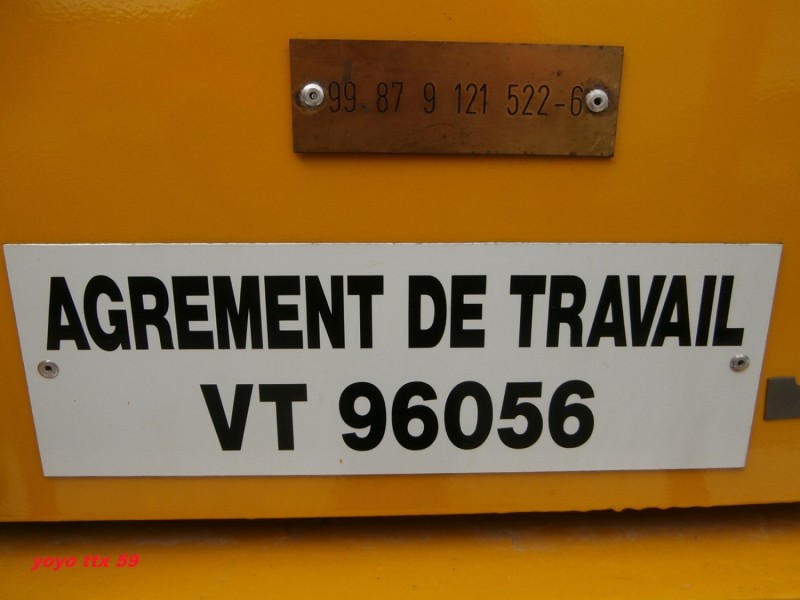 99. 87 9 121 522-6
AGREMENT DE TRAVAIL
VT 96056
yoyo ttx 59